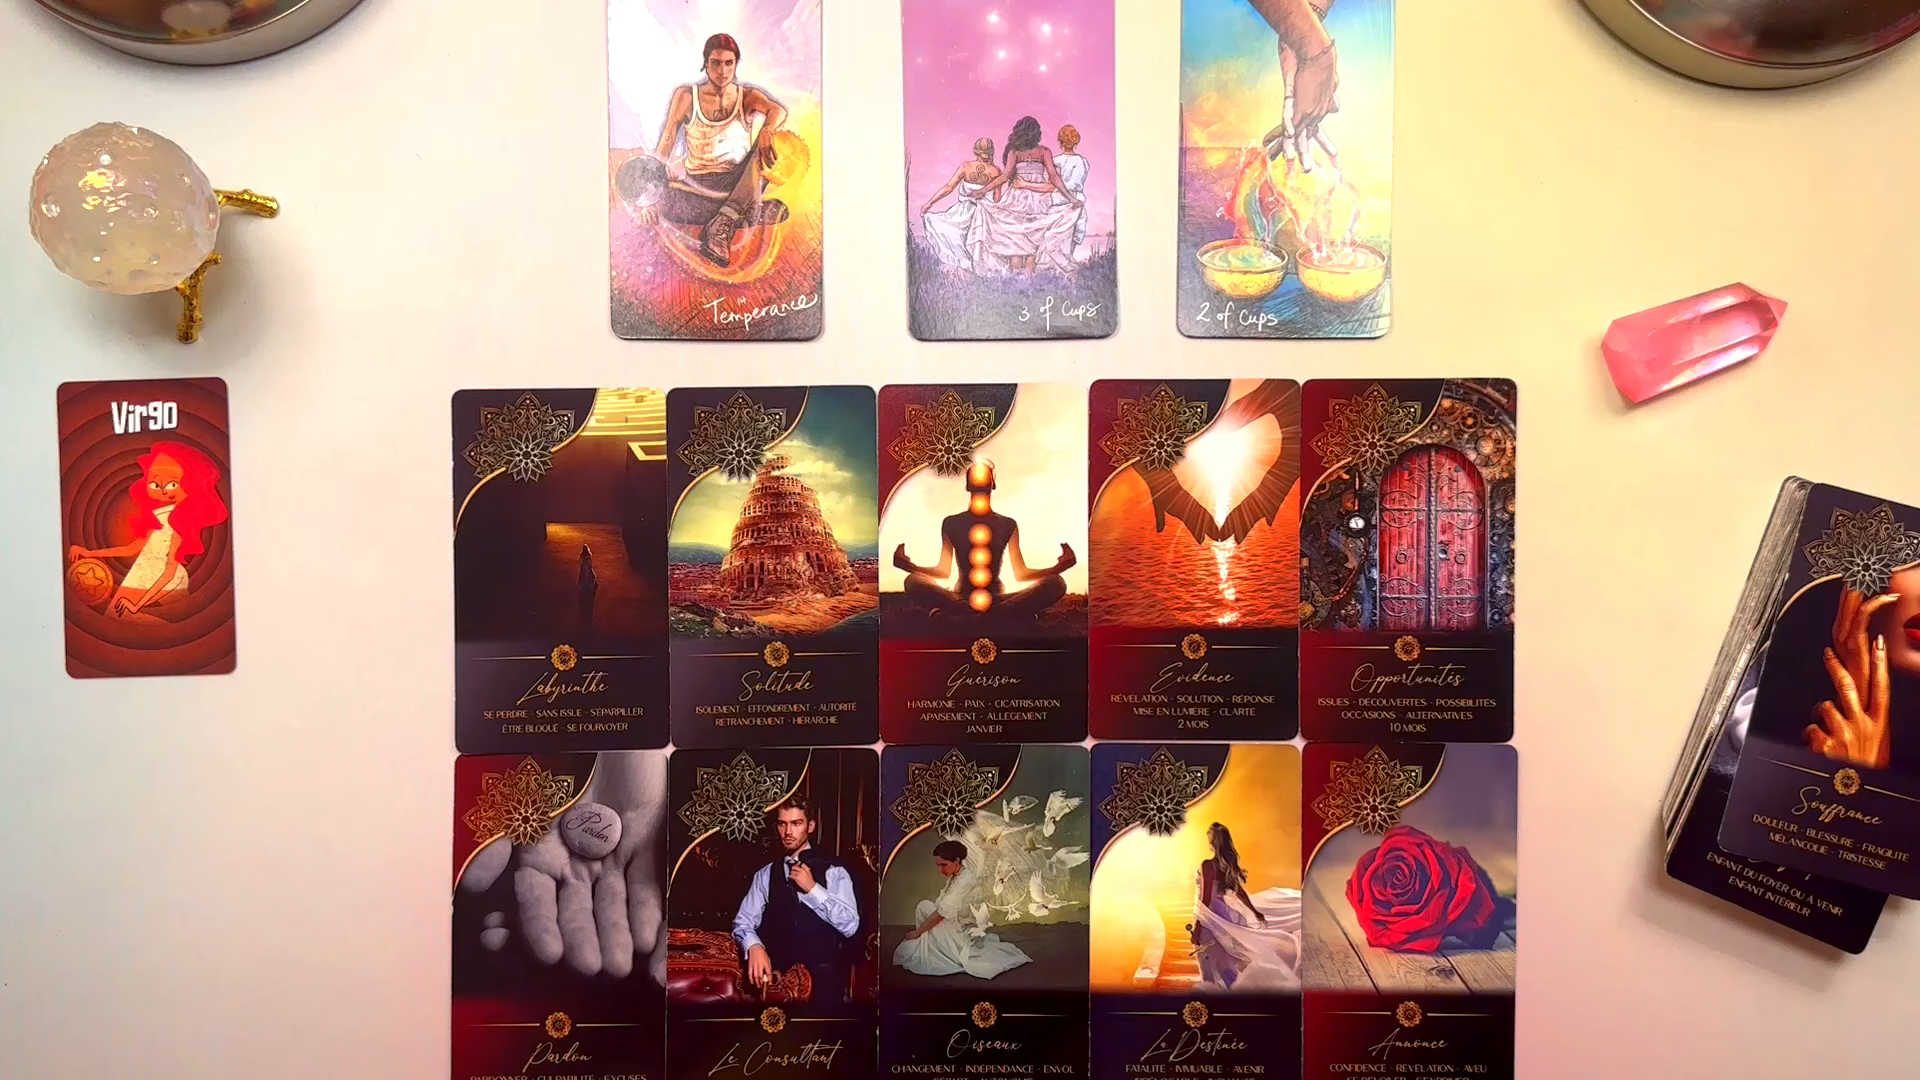 Temperance
3 of Cups
2 of Cups
Virgo
Labyrinthe
SE PERDRE - SANS ISSUE - S'ÉPARPILLER
ÊTRE BLOQUÉ - SE FOURVOYER
Solitude
ISOLEMENT - EFFONDREMENT - AUTORITÉ
RETRANCHEMENT - HIÉRARCHIE
Guérison
HARMONIE - PAIX - CICATRISATION
APAISEMENT - ALLÈGEMENT
JANVIER
Evidence
RÉVÉLATION - SOLUTION - RÉPONSE
MISE EN LUMIÈRE - CLARTÉ
2 MOIS
Opportunités
ISSUES - DÉCOUVERTES - POSSIBILITÉS
OCCASIONS - ALTERNATIVES
10 MOIS
Souffrance
DOULEUR - BLESSURE - FRAGILITÉ
MÉLANCOLIE - TRISTESSE
ENFANT DU FOYER OU À VENIR
ENFANT INTÉRIEUR
Pardon
Pardon
PARDONNER - CULPABILITÉ - EXCUSES
Le Consultant
Oiseaux
CHANGEMENT - INDÉPENDANCE - ENVOL
La Destinée
FATALITÉ - IMMUABLE - AVENIR
Annonce
CONFIDENCE - RÉVÉLATION - AVEU